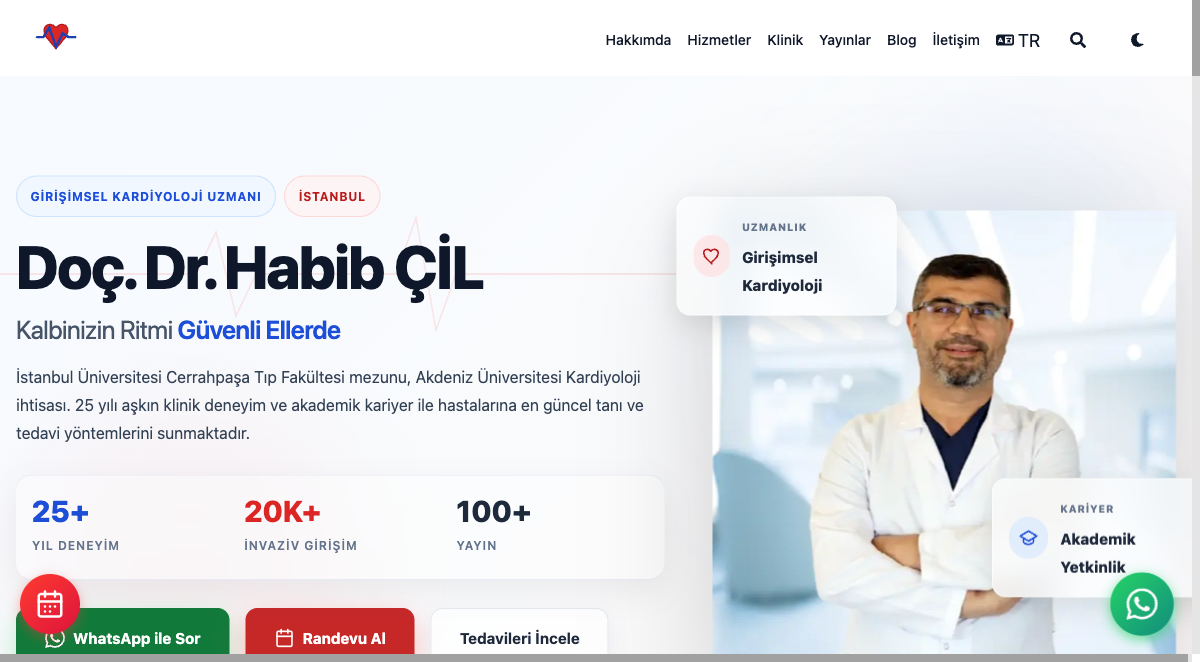 Hakkımda Hizmetler Klinik Yayınlar Blog İletişim TR
GİRİŞİMSEL KARDİYOLOJİ UZMANI İSTANBUL
Doç. Dr. Habib ÇİL
Kalbinizin Ritmi Güvenli Ellerde
İstanbul Üniversitesi Cerrahpaşa Tıp Fakültesi mezunu, Akdeniz Üniversitesi Kardiyoloji
ihtisası. 25 yılı aşkın klinik deneyim ve akademik kariyer ile hastalarına en güncel tanı ve
tedavi yöntemlerini sunmaktadır.
25+ 20K+ 100+
YIL DENEYİM İNVAZİV GİRİŞİM YAYIN
WhatsApp ile Sor Randevu Al Tedavileri İncele
UZMANLIK
Girişimsel
Kardiyoloji
KARİYER
Akademik
Yetkinlik